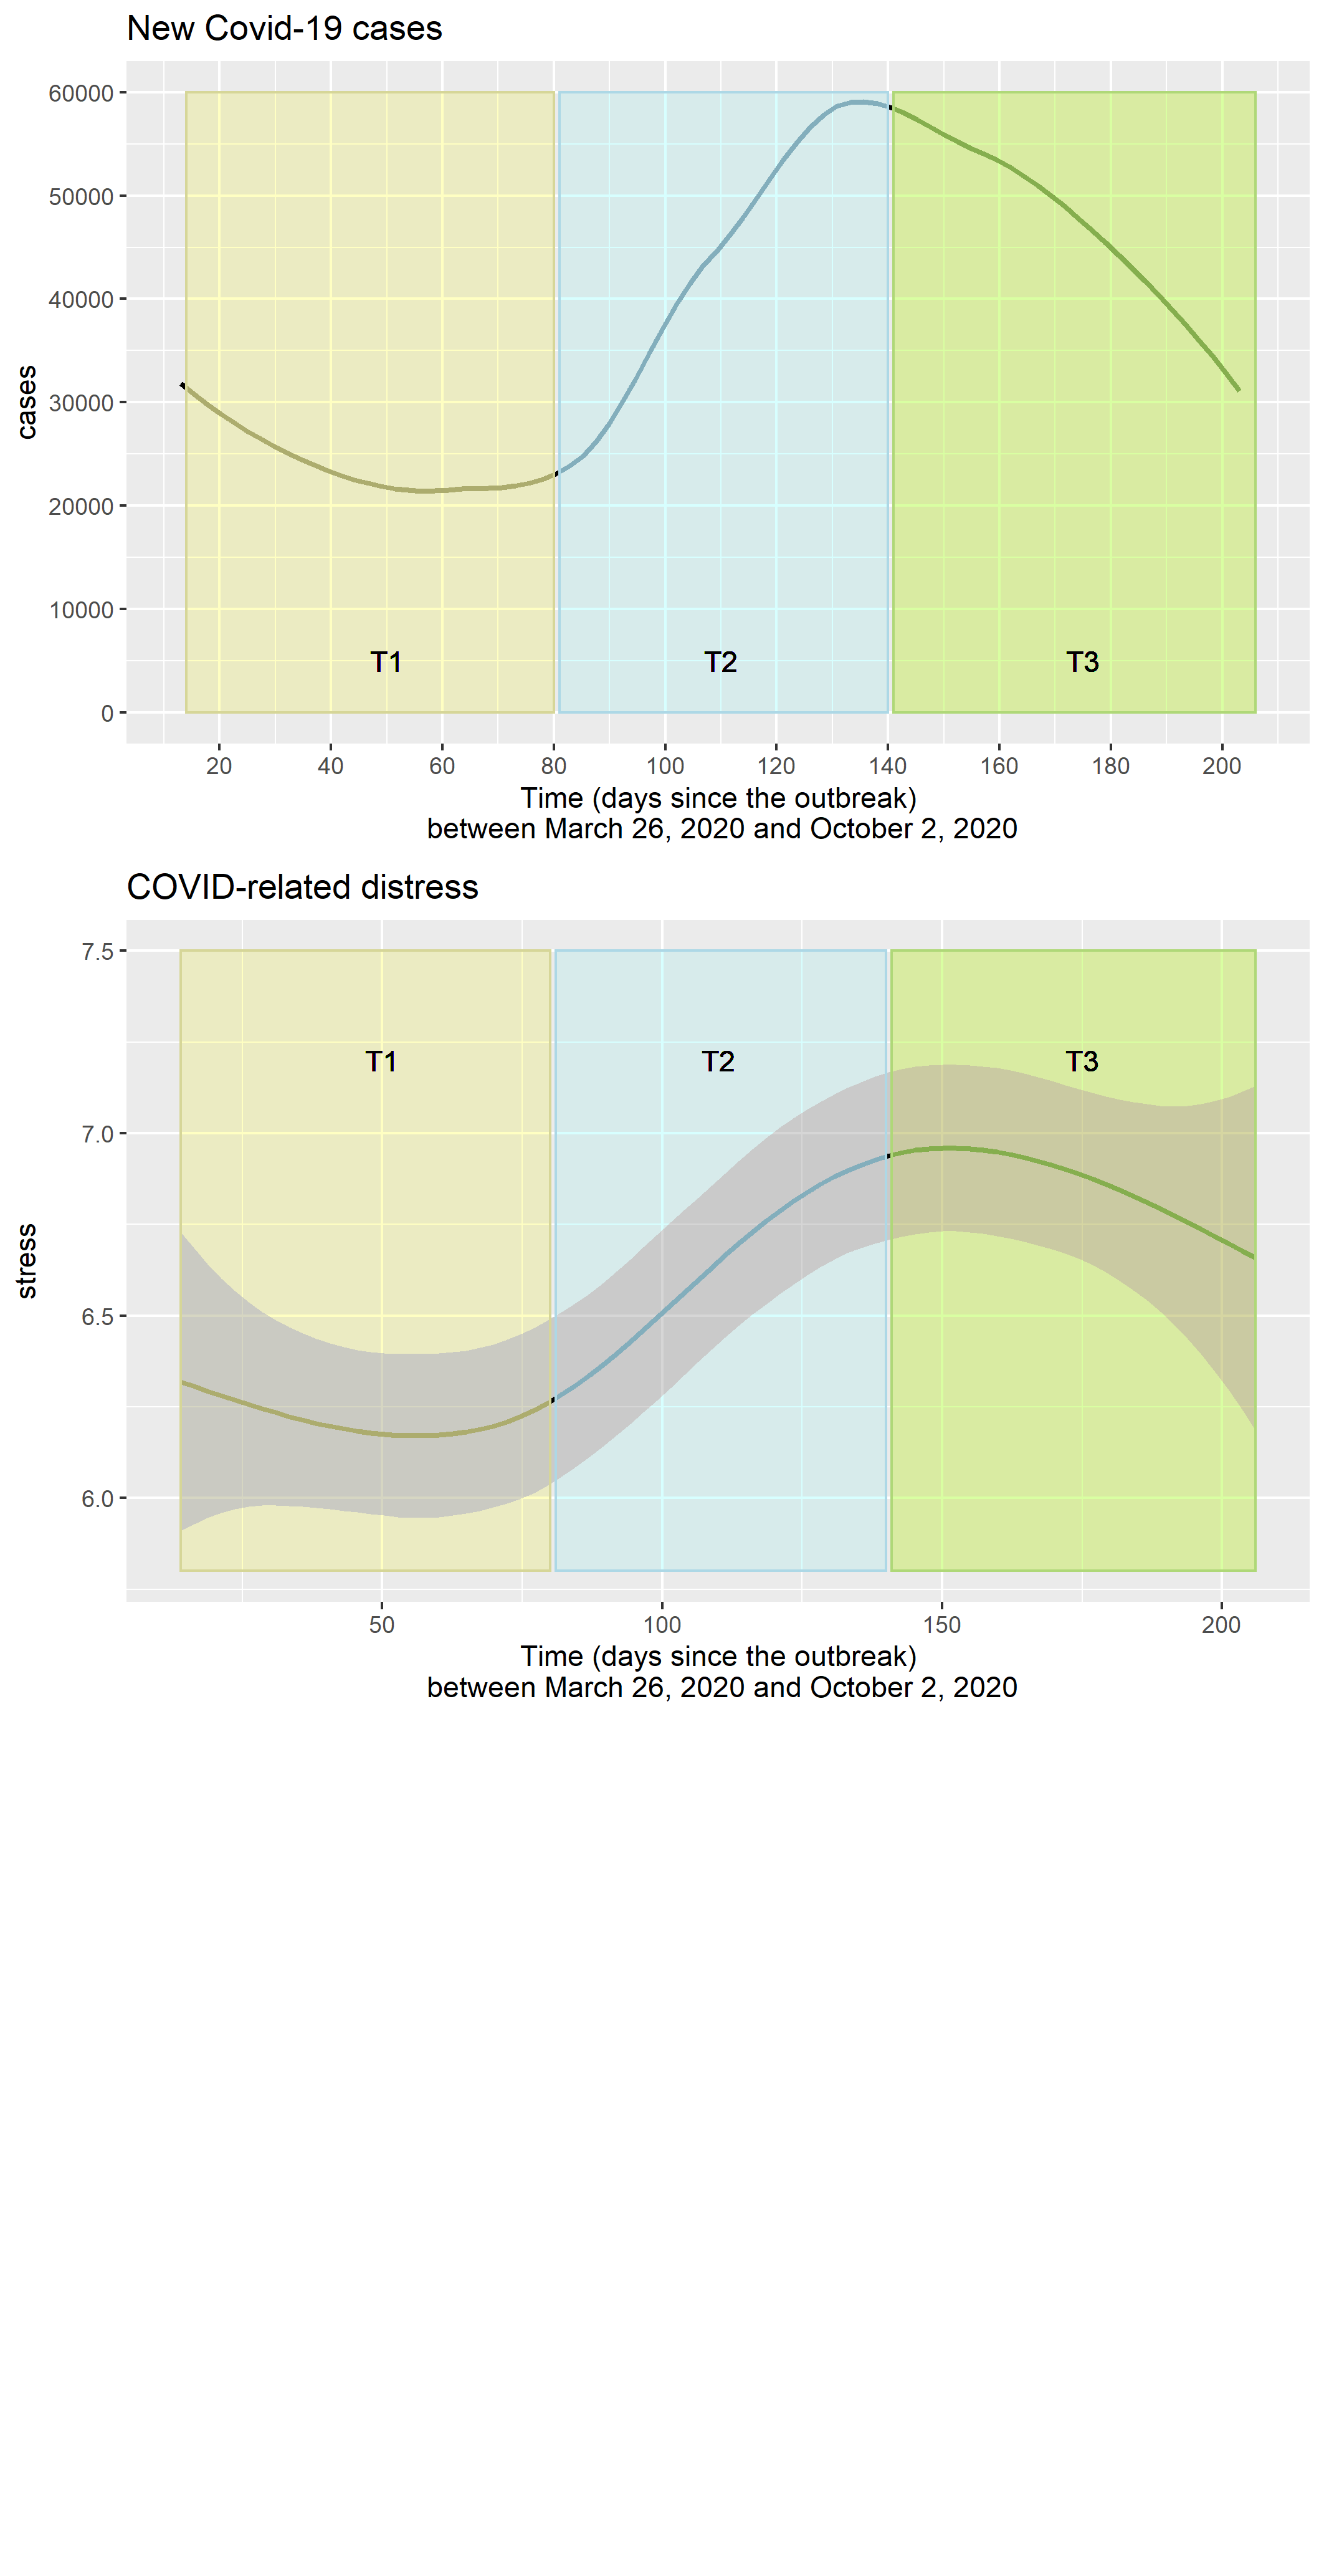 New Covid-19 cases
60000
50000
40000
30000
20000
10000
0
cases
T1 T2 T3
20 40 60 80 100 120 140 160 180 200
Time (days since the outbreak)
between March 26, 2020 and October 2, 2020
COVID-related distress
7.5
7.0
6.5
6.0
stress
T1 T2 T3
50 100 150 200
Time (days since the outbreak)
between March 26, 2020 and October 2, 2020